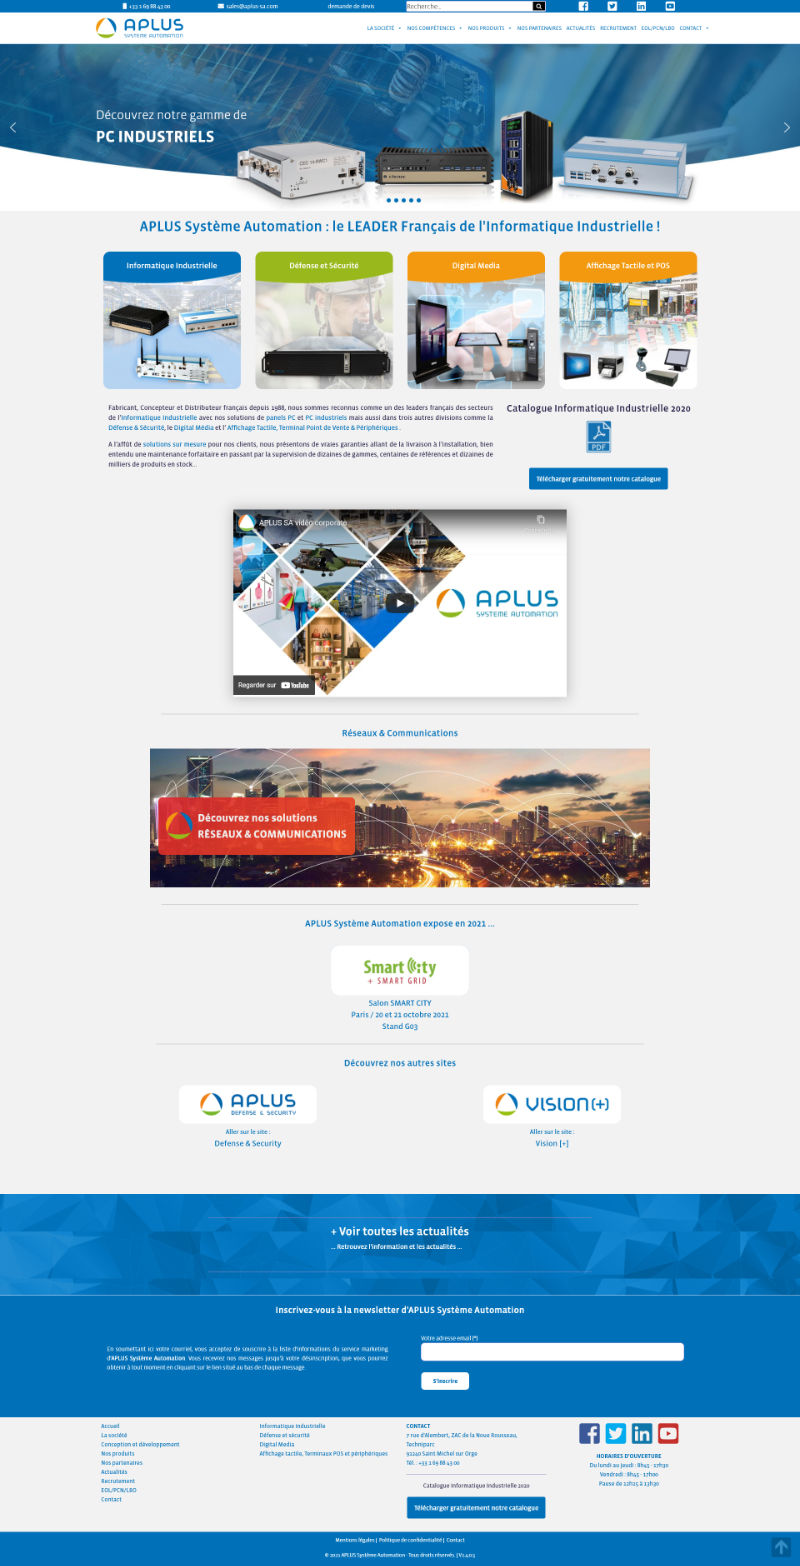 +33 1 69 88 43 00
sales@aplus-sa.com
demande de devis
Recherche...
APLUS
SYSTEME AUTOMATION
LA SOCIÉTÉ
NOS COMPÉTENCES
NOS PRODUITS
NOS PARTENAIRES
ACTUALITÉS
RECRUTEMENT
EOL/PCN/LBO
CONTACT
Découvrez notre gamme de
PC INDUSTRIELS
APLUS Système Automation : le LEADER Français de l'Informatique Industrielle !
Informatique Industrielle
Défense et Sécurité
Digital Media
Affichage Tactile et POS
Fabricant, Concepteur et Distributeur français depuis 1988, nous sommes reconnus comme un des leaders français des secteurs
de l'Informatique Industrielle avec nos solutions de panels PC et PC industriels mais aussi dans trois autres divisions comme la
Défense & Sécurité, le Digital Média et l' Affichage Tactile, Terminal Point de Vente & Périphériques .
A l'affût de solutions sur mesure pour nos clients, nous présentons de vraies garanties allant de la livraison à l'installation, bien
entendu une maintenance forfaitaire en passant par la supervision de dizaines de gammes, centaines de références et dizaines de
milliers de produits en stock...
Catalogue Informatique Industrielle 2020
PDF
Télécharger gratuitement notre catalogue
APLUS SA vidéo corporate
APLUS
SYSTEME AUTOMATION
Regarder sur YouTube
Réseaux & Communications
Découvrez nos solutions
RÉSEAUX & COMMUNICATIONS
APLUS Système Automation expose en 2021 ...
Smart City
+ SMART GRID
Salon SMART CITY
Paris / 20 et 21 octobre 2021
Stand G03
Découvrez nos autres sites
APLUS
DEFENSE & SECURITY
Aller sur le site :
Defense & Security
VISION[+]
Aller sur le site :
Vision [+]
+ Voir toutes les actualités
... Retrouvez l'information et les actualités ...
Inscrivez-vous à la newsletter d'APLUS Système Automation
En soumettant ici votre courriel, vous acceptez de souscrire à la liste d'informations du service marketing
d'APLUS Système Automation. Vous recevrez nos messages jusqu'à votre désinscription, que vous pourrez
obtenir à tout moment en cliquant sur le lien situé au bas de chaque message.
Votre adresse email (*)
S'inscrire
Accueil
La société
Conception et développement
Nos produits
Nos partenaires
Actualités
Recrutement
EOL/PCN/LBO
Contact
Informatique industrielle
Défense et sécurité
Digital Media
Affichage tactile, Terminaux POS et périphériques
CONTACT
7 rue d'Alembert, ZAC de la Noue Rousseau,
Techniparc
91240 Saint Michel sur Orge
Tél. : +33 1 69 88 43 00
Catalogue Informatique Industrielle 2020
Télécharger gratuitement notre catalogue
HORAIRES D'OUVERTURE
Du lundi au jeudi : 8h45 - 17h30
Vendredi : 8h45 - 17h00
Pause de 12h15 à 13h30
Mentions légales | Politique de confidentialité | Contact
© 2021 APLUS Système Automation · Tous droits réservés. | V1.4.03